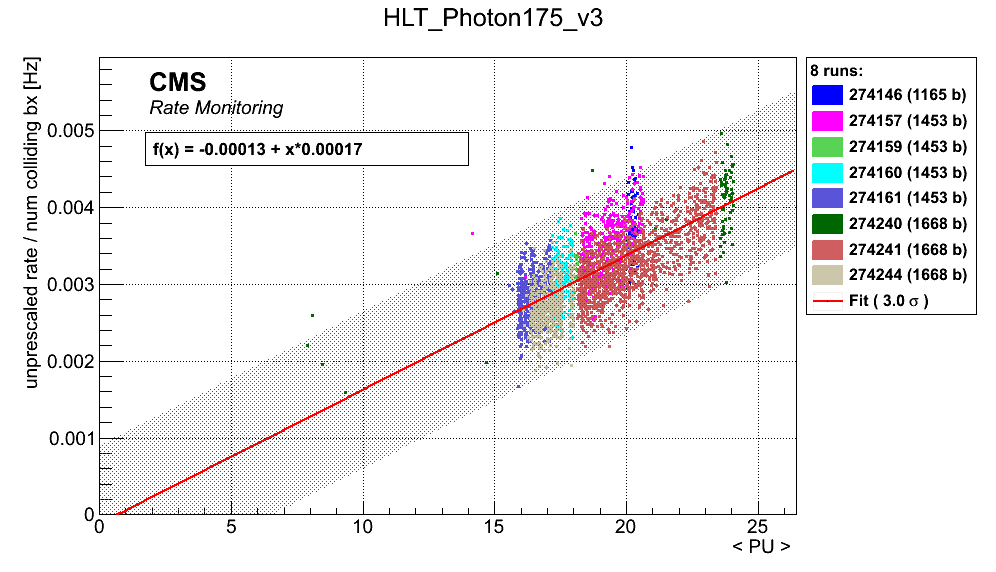 HLT_Photon175_v3
unprescaled rate / num colliding bx [Hz]
CMS
Rate Monitoring
f(x) = -0.00013 + x*0.00017
0.005
0.004
0.003
0.002
0.001
0
0 5 10 15 20 25
< PU >
8 runs:
274146 (1165 b)
274157 (1453 b)
274159 (1453 b)
274160 (1453 b)
274161 (1453 b)
274240 (1668 b)
274241 (1668 b)
274244 (1668 b)
Fit ( 3.0 σ )